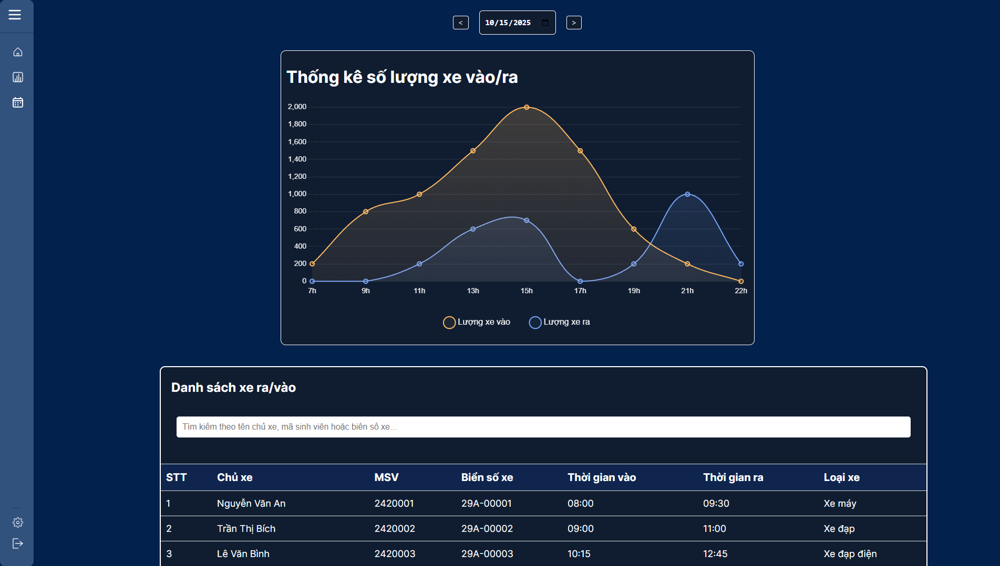 < 10/15/2025 >
Thống kê số lượng xe vào/ra
2,000
1,800
1,600
1,400
1,200
1,000
800
600
400
200
0
7h 9h 11h 13h 15h 17h 19h 21h 22h
Lượng xe vào Lượng xe ra
Danh sách xe ra/vào
Tìm kiếm theo tên chủ xe, mã sinh viên hoặc biển số xe...
STT Chủ xe MSV Biển số xe Thời gian vào Thời gian ra Loại xe
1 Nguyễn Văn An 2420001 29A-00001 08:00 09:30 Xe máy
2 Trần Thị Bích 2420002 29A-00002 09:00 11:00 Xe đạp
3 Lê Văn Bình 2420003 29A-00003 10:15 12:45 Xe đạp điện